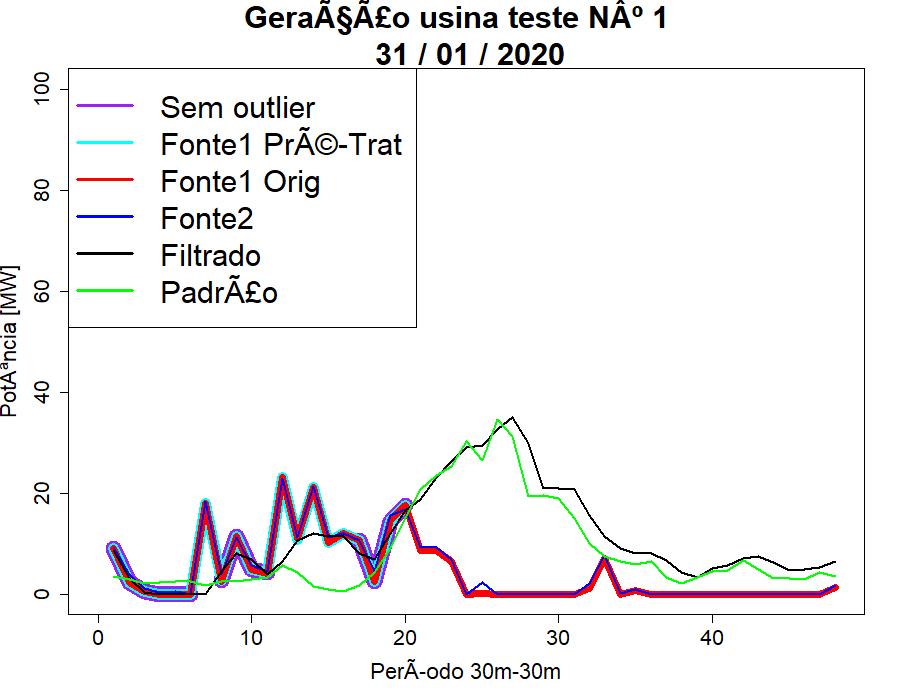 GeraÃ§Ã£o usina teste NÂº 1
31 / 01 / 2020
Sem outlier
Fonte1 PrÃ©-Trat
Fonte1 Orig
Fonte2
Filtrado
PadrÃ£o
PotÃªncia [MW]
100
80
60
40
20
0
0 10 20 30 40
PerÃ-odo 30m-30m